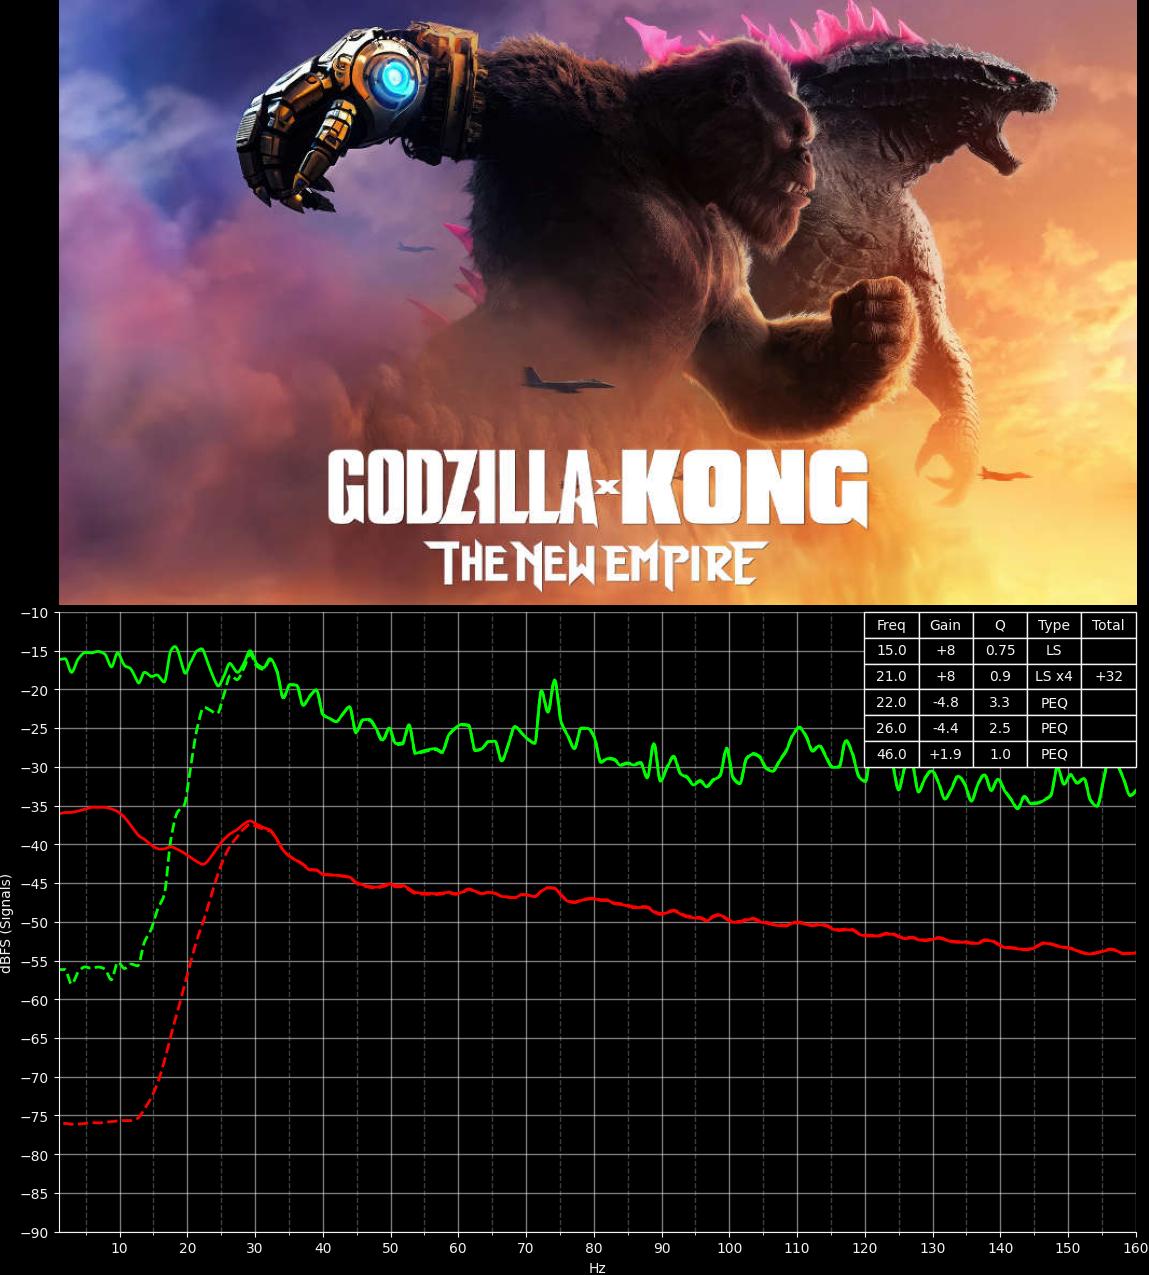 GODZILLA x KONG
THE NEW EMPIRE
Freq Gain Q Type Total
15.0 +8 0.75 LS
21.0 +8 0.9 LS x4 +32
22.0 -4.8 3.3 PEQ
26.0 -4.4 2.5 PEQ
46.0 +1.9 1.0 PEQ
−10
−15
−20
−25
−30
−35
−40
−45
−50
−55
−60
−65
−70
−75
−80
−85
−90
dBFS (Signals)
10 20 30 40 50 60 70 80 90 100 110 120 130 140 150 160
Hz